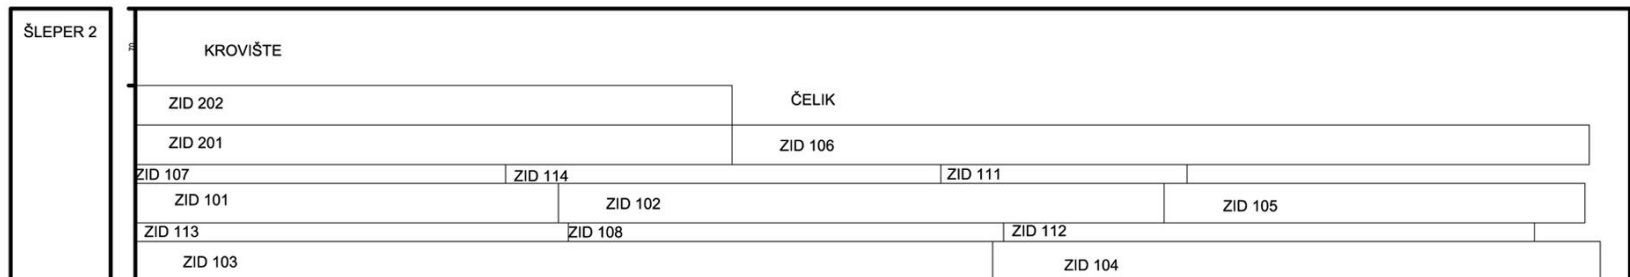 ŠLEPER 2
KROVIŠTE
ZID 202
ČELIK
ZID 201
ZID 106
ZID 107
ZID 114
ZID 111
ZID 101
ZID 102
ZID 105
ZID 113
ZID 108
ZID 112
ZID 103
ZID 104